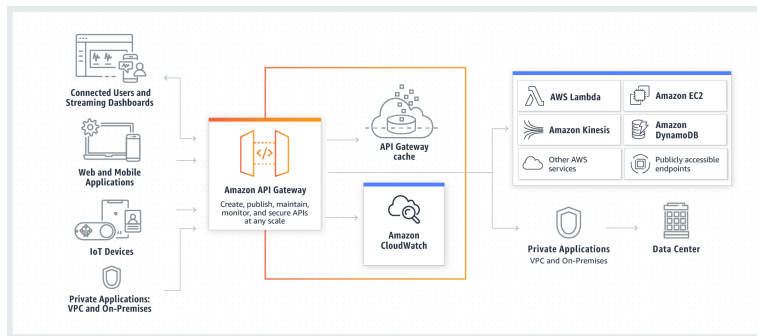 Connected Users and
Streaming Dashboards
Web and Mobile
Applications
IoT Devices
Private Applications:
VPC and On-Premises
</>
Amazon API Gateway
Create, publish, maintain,
monitor, and secure APIs
at any scale
API Gateway
cache
Amazon
CloudWatch
AWS Lambda
Amazon EC2
Amazon Kinesis
Amazon
DynamoDB
Other AWS
services
Publicly accessible
endpoints
Private Applications
VPC and On-Premises
Data Center